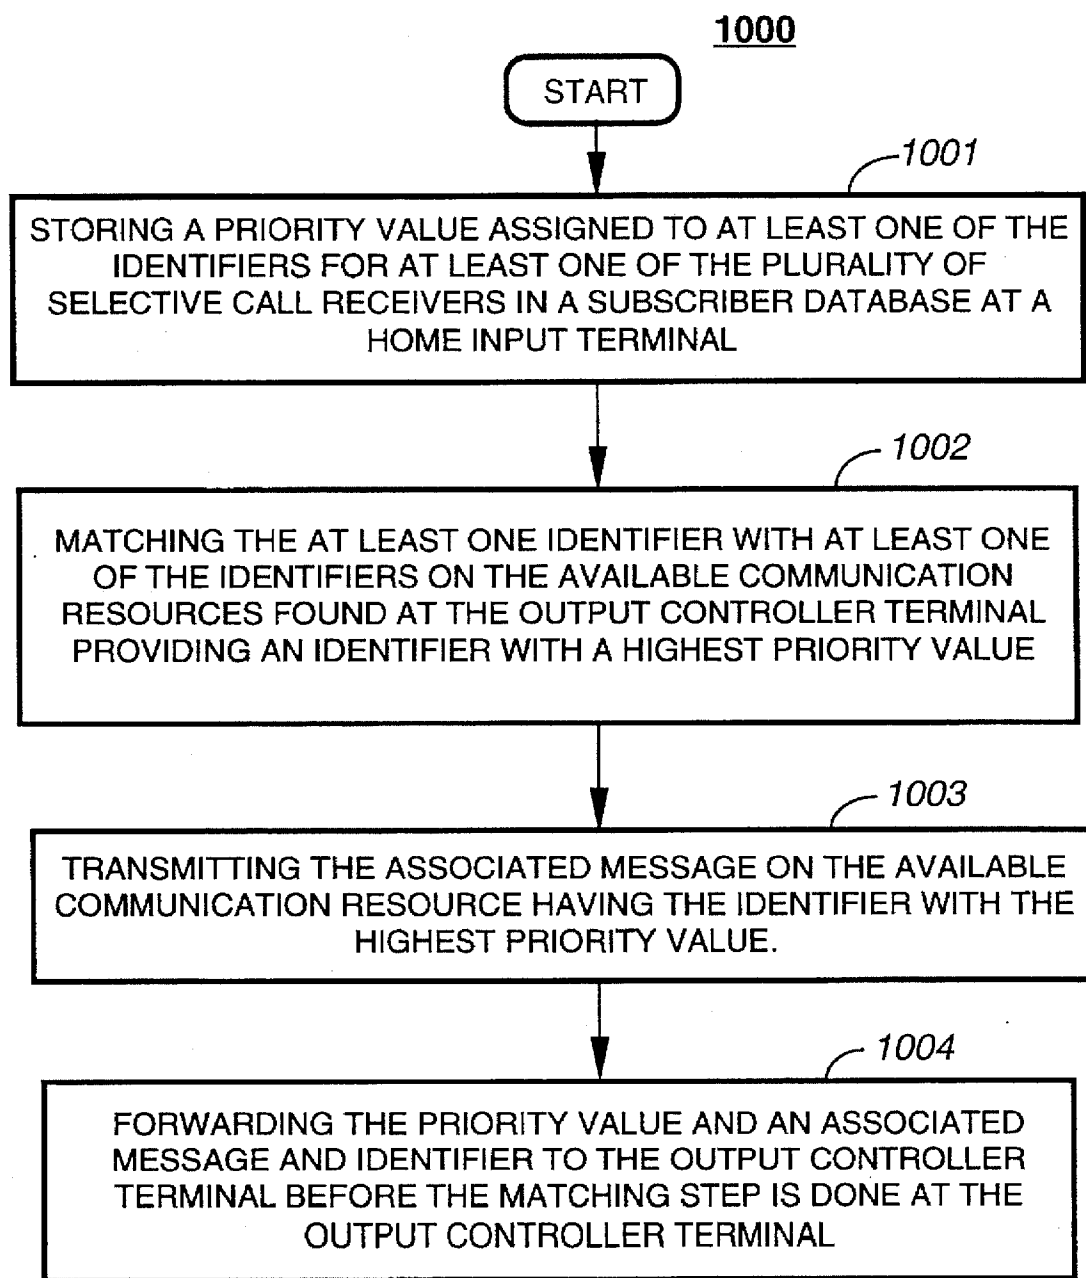 1000
START
1001
STORING A PRIORITY VALUE ASSIGNED TO AT LEAST ONE OF THE
IDENTIFIERS FOR AT LEAST ONE OF THE PLURALITY OF
SELECTIVE CALL RECEIVERS IN A SUBSCRIBER DATABASE AT A
HOME INPUT TERMINAL
1002
MATCHING THE AT LEAST ONE IDENTIFIER WITH AT LEAST ONE
OF THE IDENTIFIERS ON THE AVAILABLE COMMUNICATION
RESOURCES FOUND AT THE OUTPUT CONTROLLER TERMINAL
PROVIDING AN IDENTIFIER WITH A HIGHEST PRIORITY VALUE
1003
TRANSMITTING THE ASSOCIATED MESSAGE ON THE AVAILABLE
COMMUNICATION RESOURCE HAVING THE IDENTIFIER WITH THE
HIGHEST PRIORITY VALUE.
1004
FORWARDING THE PRIORITY VALUE AND AN ASSOCIATED
MESSAGE AND IDENTIFIER TO THE OUTPUT CONTROLLER
TERMINAL BEFORE THE MATCHING STEP IS DONE AT THE
OUTPUT CONTROLLER TERMINAL